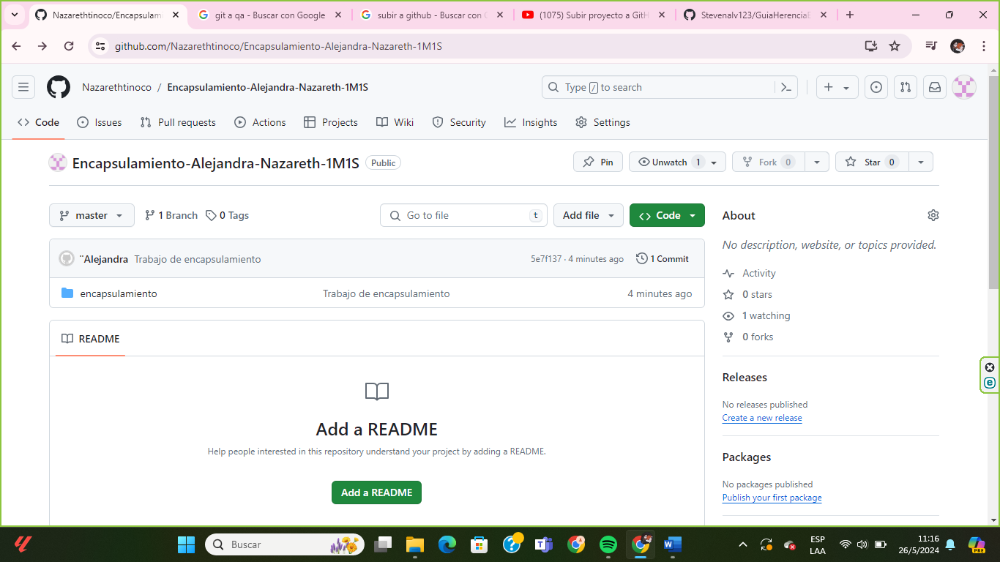 Nazarethtinoco/Encapsulam
git a qa - Buscar con Google
subir a github - Buscar con G
(1075) Subir proyecto a GitH
Stevenalv123/GuiaHerenciaE
github.com/Nazarethtinoco/Encapsulamiento-Alejandra-Nazareth-1M1S
Nazarethtinoco / Encapsulamiento-Alejandra-Nazareth-1M1S
Type / to search
Code
Issues
Pull requests
Actions
Projects
Wiki
Security
Insights
Settings
Encapsulamiento-Alejandra-Nazareth-1M1S Public
Pin
Unwatch 1
Fork 0
Star 0
master
1 Branch
0 Tags
Go to file t
Add file
Code
¨Alejandra Trabajo de encapsulamiento
5e7f137 · 4 minutes ago
1 Commit
encapsulamiento
Trabajo de encapsulamiento
4 minutes ago
README
Add a README
Help people interested in this repository understand your project by adding a README.
Add a README
About
No description, website, or topics provided.
Activity
0 stars
1 watching
0 forks
Releases
No releases published
Create a new release
Packages
No packages published
Publish your first package
Buscar
ESP
LAA
11:16
26/5/2024
PRE